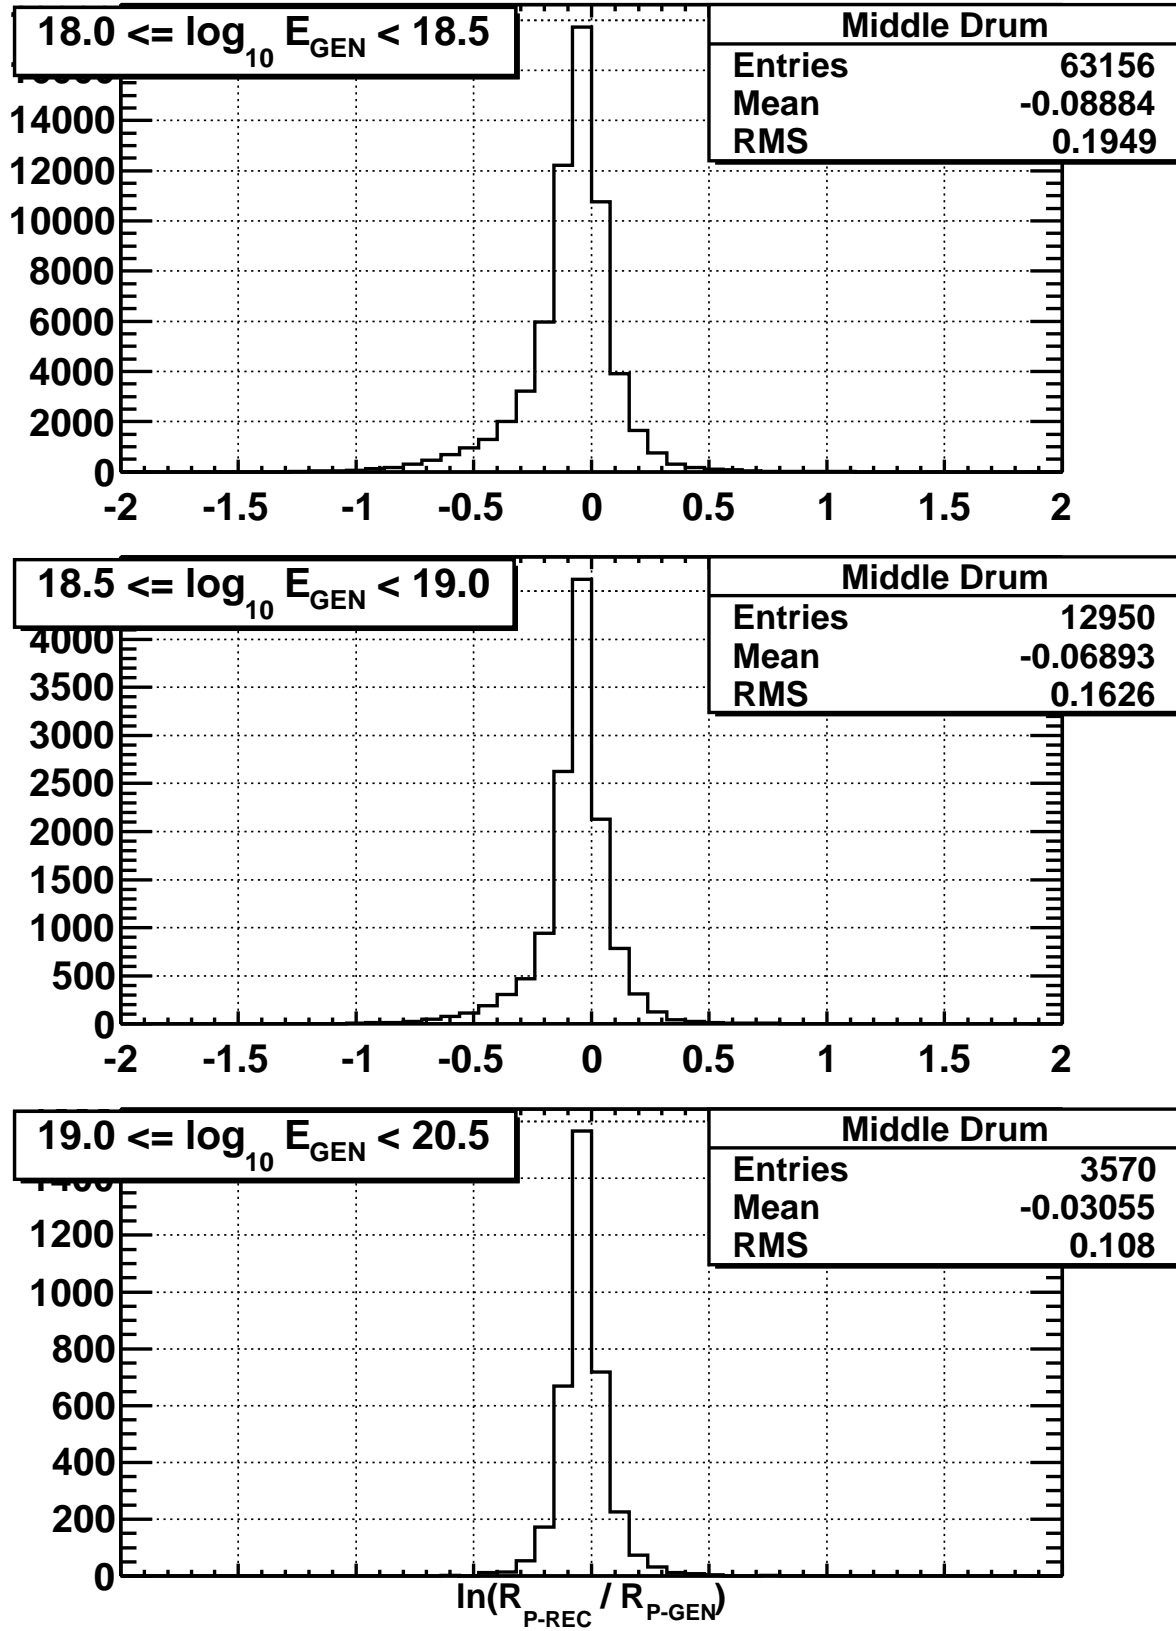 18.0 <= log10 EGEN < 18.5
Middle Drum
Entries 63156
Mean -0.08884
RMS 0.1949
14000
12000
10000
8000
6000
4000
2000
0
-2 -1.5 -1 -0.5 0 0.5 1 1.5 2
18.5 <= log10 EGEN < 19.0
Middle Drum
Entries 12950
Mean -0.06893
RMS 0.1626
4000
3500
3000
2500
2000
1500
1000
500
0
-2 -1.5 -1 -0.5 0 0.5 1 1.5 2
19.0 <= log10 EGEN < 20.5
Middle Drum
Entries 3570
Mean -0.03055
RMS 0.108
1400
1200
1000
800
600
400
200
0
ln(RP-REC / RP-GEN)